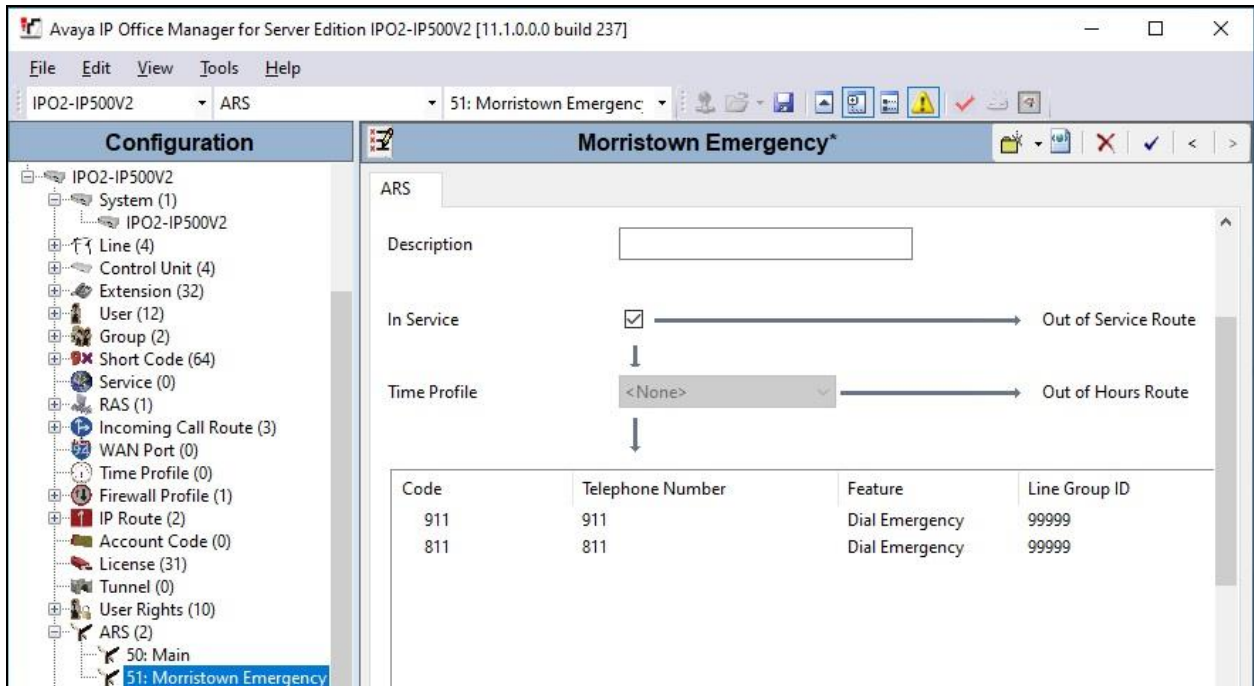 Avaya IP Office Manager for Server Edition IPO2-IP500V2 [11.1.0.0.0 build 237]
File Edit View Tools Help
IPO2-IP500V2 ARS 51: Morristown Emergenc
Configuration
IPO2-IP500V2
System (1)
IPO2-IP500V2
Line (4)
Control Unit (4)
Extension (32)
User (12)
Group (2)
Short Code (64)
Service (0)
RAS (1)
Incoming Call Route (3)
WAN Port (0)
Time Profile (0)
Firewall Profile (1)
IP Route (2)
Account Code (0)
License (31)
Tunnel (0)
User Rights (10)
ARS (2)
50: Main
51: Morristown Emergency
Morristown Emergency*
ARS
Description
In Service Out of Service Route
Time Profile <None> Out of Hours Route
Code Telephone Number Feature Line Group ID
911 911 Dial Emergency 99999
811 811 Dial Emergency 99999